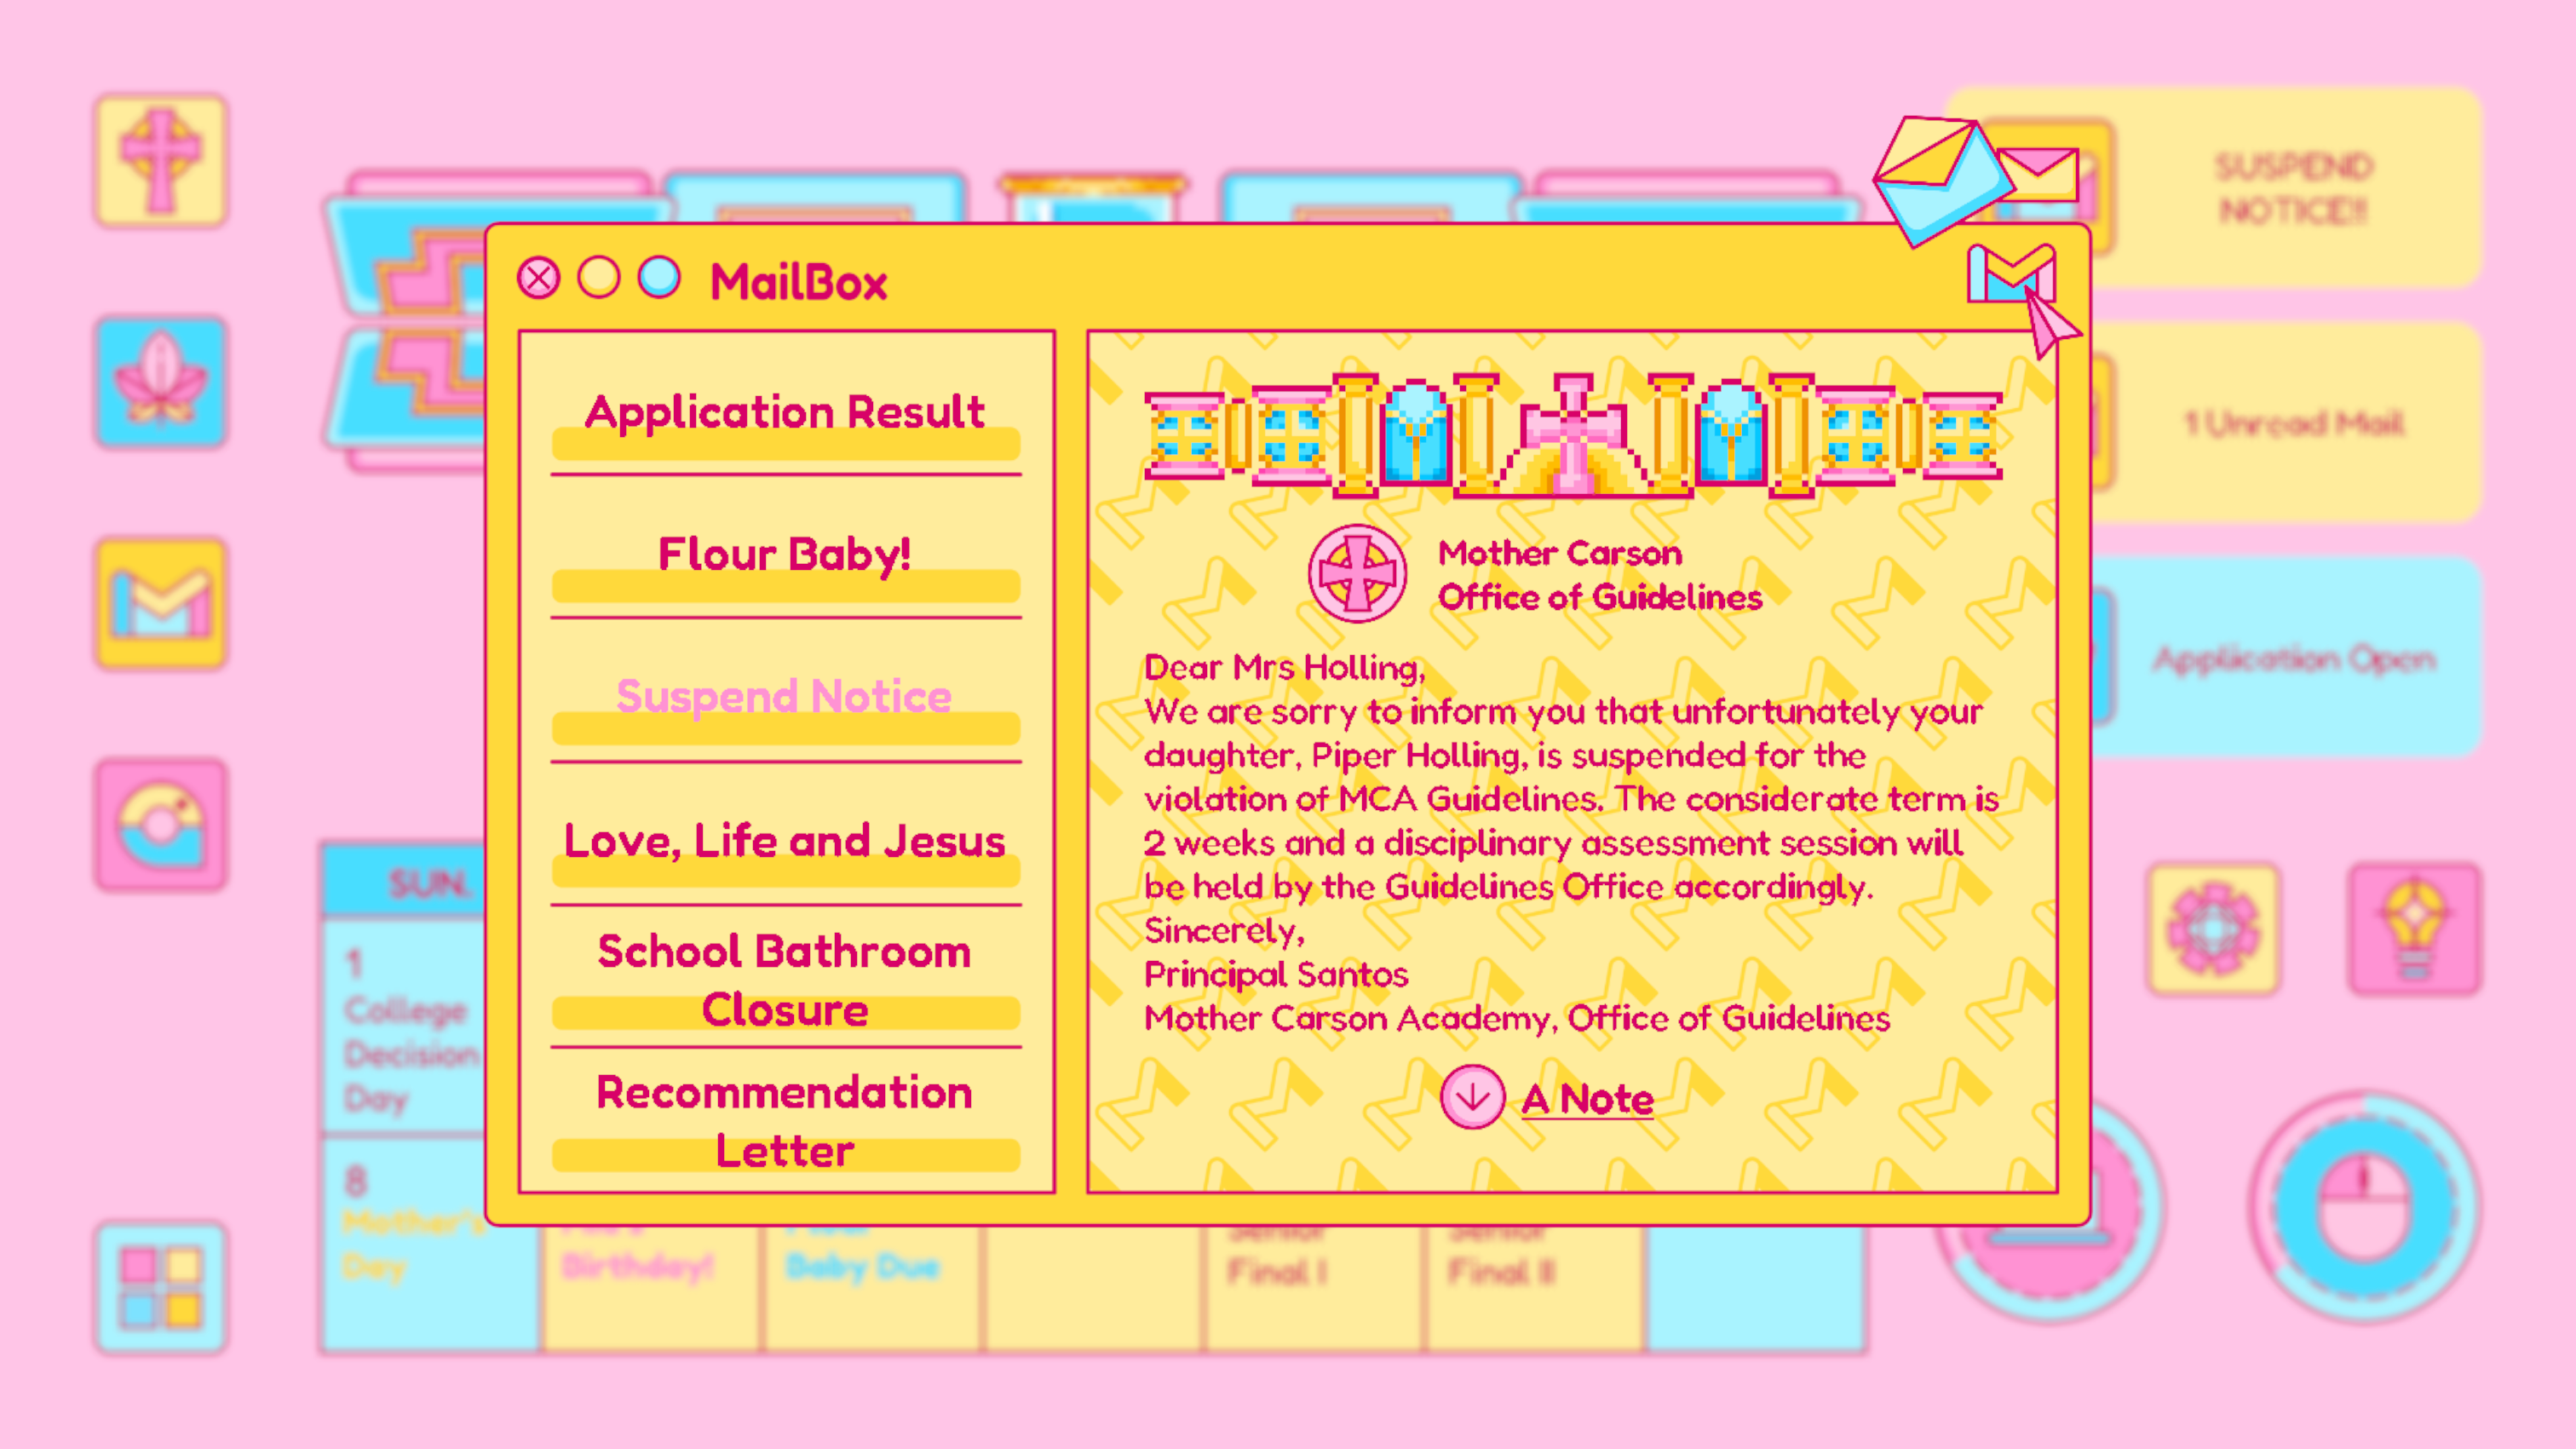 SUSPEND
NOTICE!!
MailBox
Application Result
Flour Baby!
Suspend Notice
Love, Life and Jesus
School Bathroom
Closure
Recommendation
Letter
Mother Carson
Office of Guidelines
Dear Mrs Holling,
We are sorry to inform you that unfortunately your
daughter, Piper Holling, is suspended for the
violation of MCA Guidelines. The considerate term is
2 weeks and a disciplinary assessment session will
be held by the Guidelines Office accordingly.
Sincerely,
Principal Santos
Mother Carson Academy, Office of Guidelines
A Note
1 Unread Mail
Application Open
SUN.
1
College
Decision
Day
8
Mother's
Day
Birthday!
Baby Due
Senior
Final I
Senior
Final II